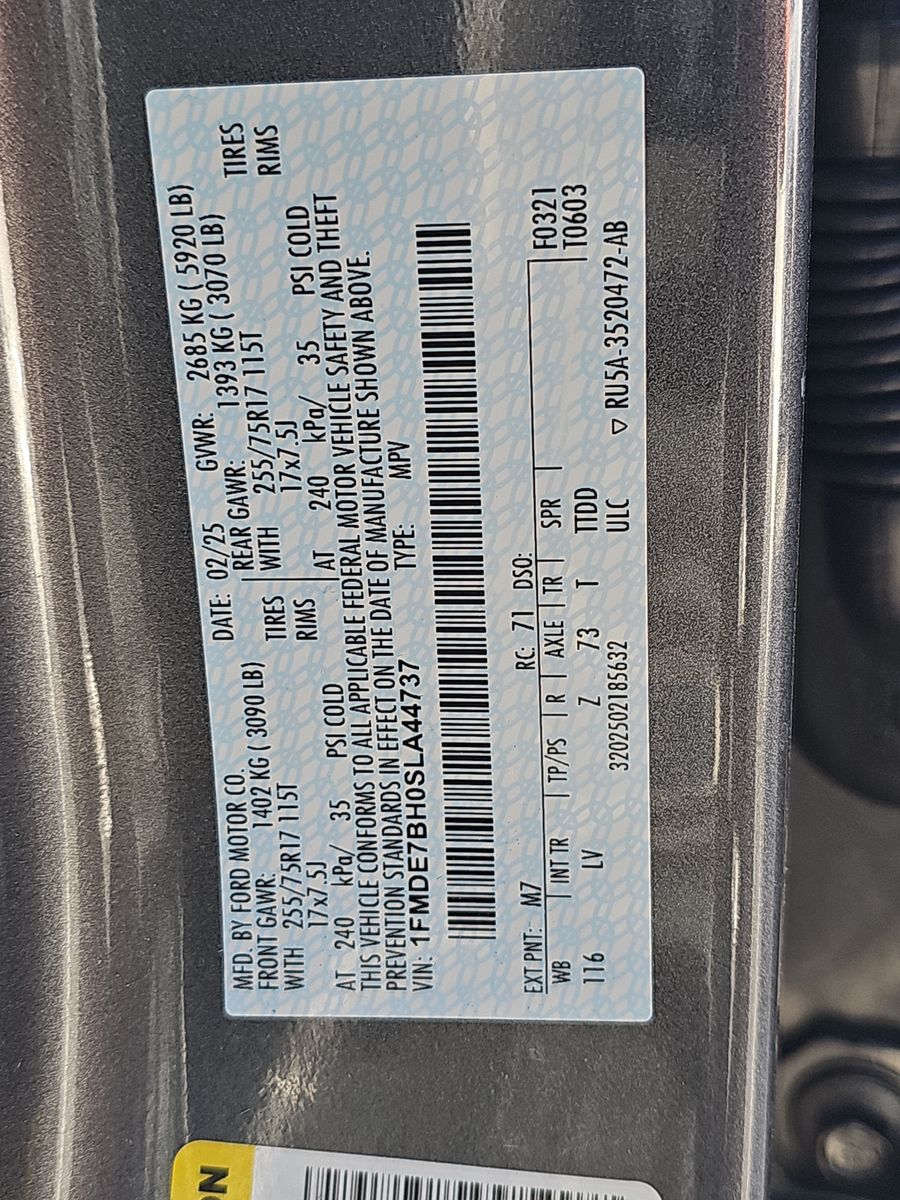 MFD. BY FORD MOTOR CO. DATE: 02/25 GVWR: 2685 KG ( 5920 LB)
FRONT GAWR: 1402 KG ( 3090 LB) REAR GAWR: 1393 KG ( 3070 LB)
WITH 255/75R17 115T TIRES WITH 255/75R17 115T TIRES
17x7.5J RIMS 17x7.5J RIMS
AT 240 kPa/ 35 PSI COLD AT 240 kPa/ 35 PSI COLD
THIS VEHICLE CONFORMS TO ALL APPLICABLE FEDERAL MOTOR VEHICLE SAFETY AND THEFT
PREVENTION STANDARDS IN EFFECT ON THE DATE OF MANUFACTURE SHOWN ABOVE.
VIN: 1FMDE7BH0SLA44737 TYPE: MPV
EXT PNT: M7 RC: 71 DSO: F0321
WB INT TR TP/PS R AXLE TR SPR T0603
116 LV Z 73 T TTDD
3202502185632 ULC ▽ RU5A-3520472-AB
ON